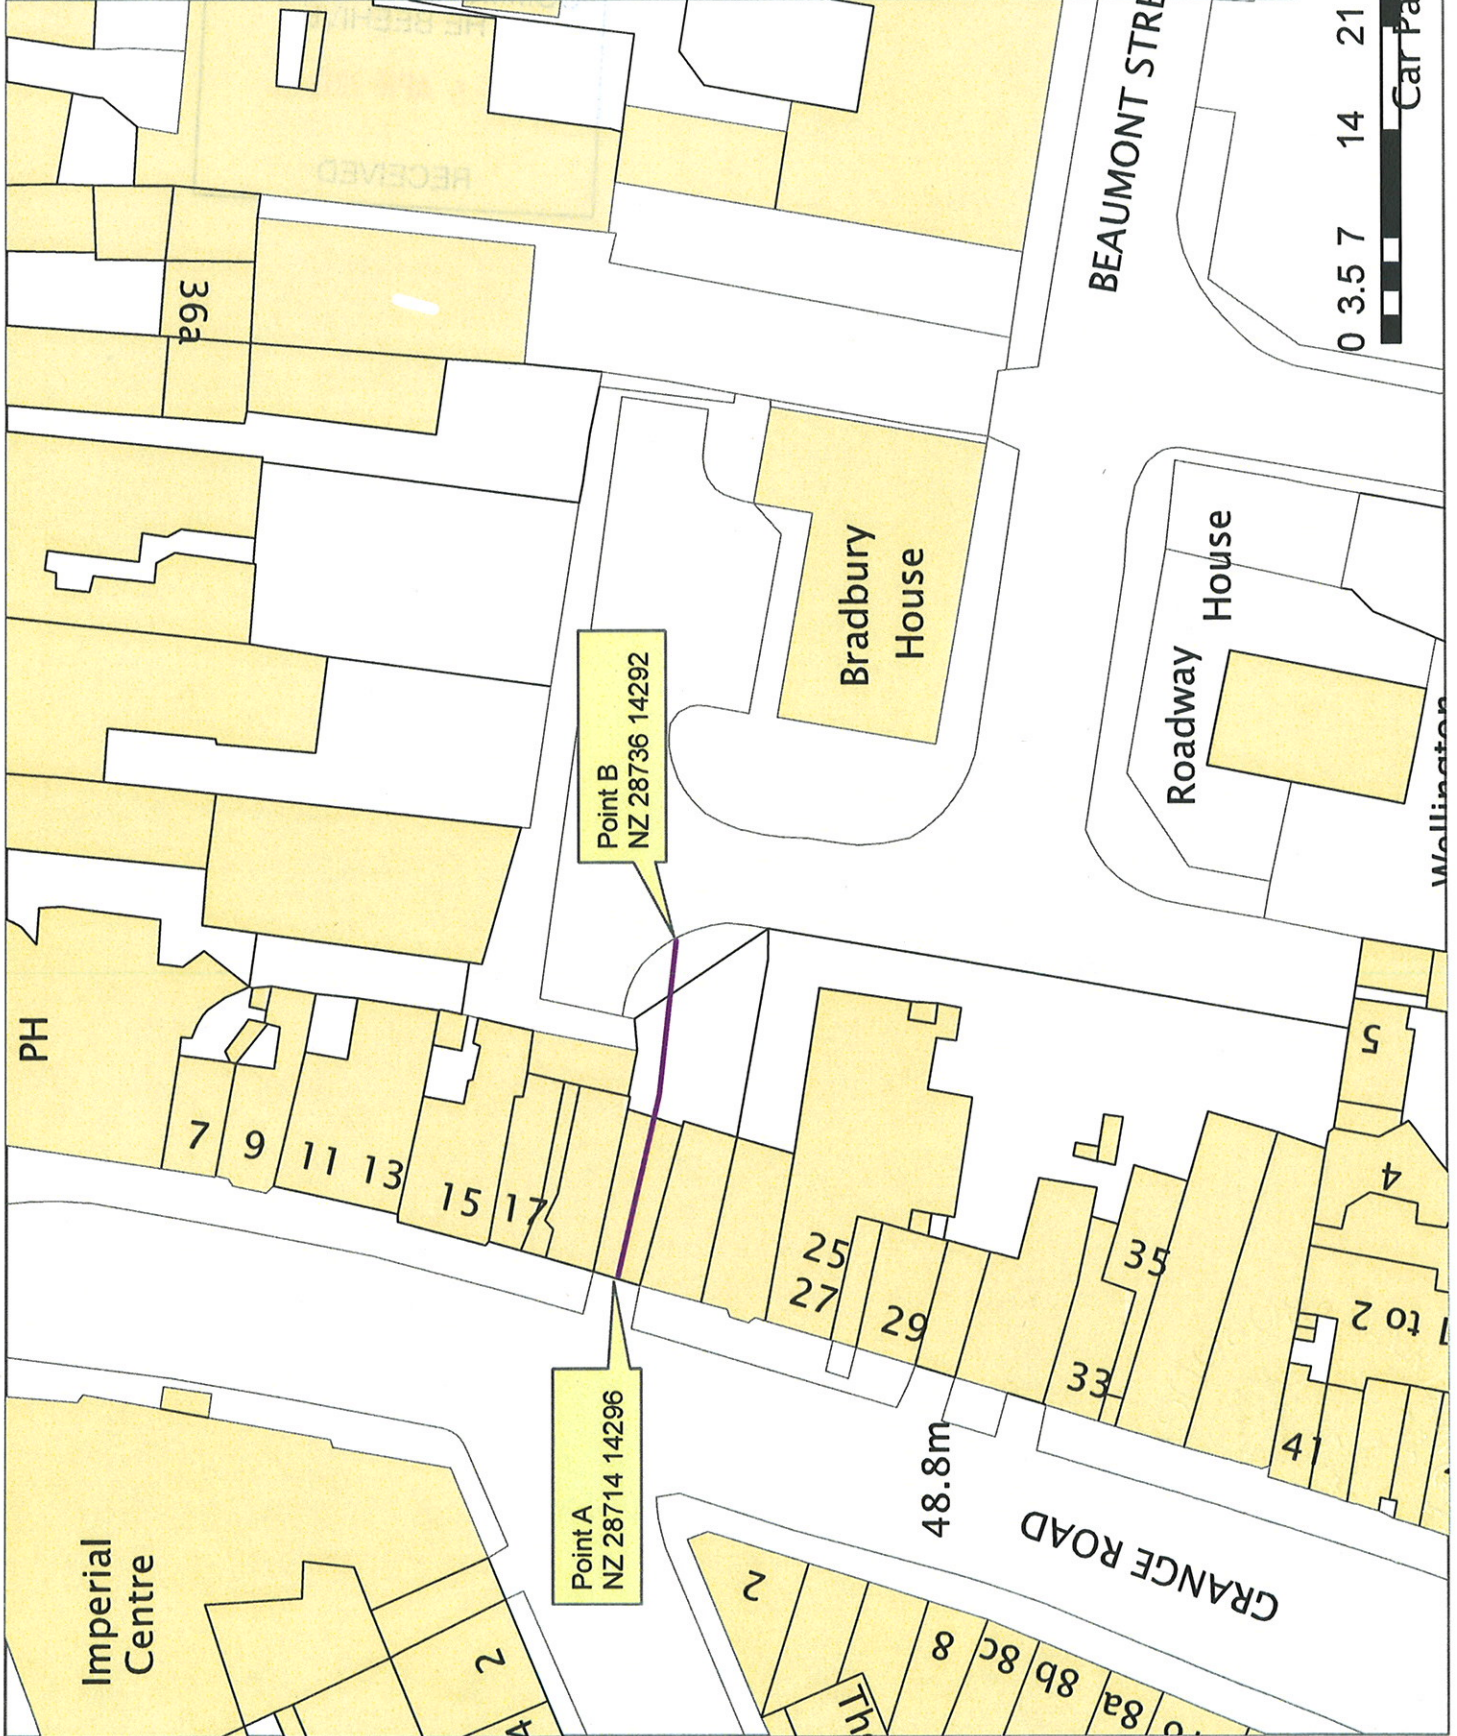 PH
36a
7
9
11
13
15
17
25
27
29
33
35
41
5
4
1 to 2
Bradbury
House
Roadway
House
BEAUMONT STRE
0 3.5 7 14 21
Car Pa
Wellington
Point B
NZ 28736 14292
Point A
NZ 28714 14296
48.8m
GRANGE ROAD
Imperial
Centre
2
4
2
8
8c
8b
8a
RECEIVED